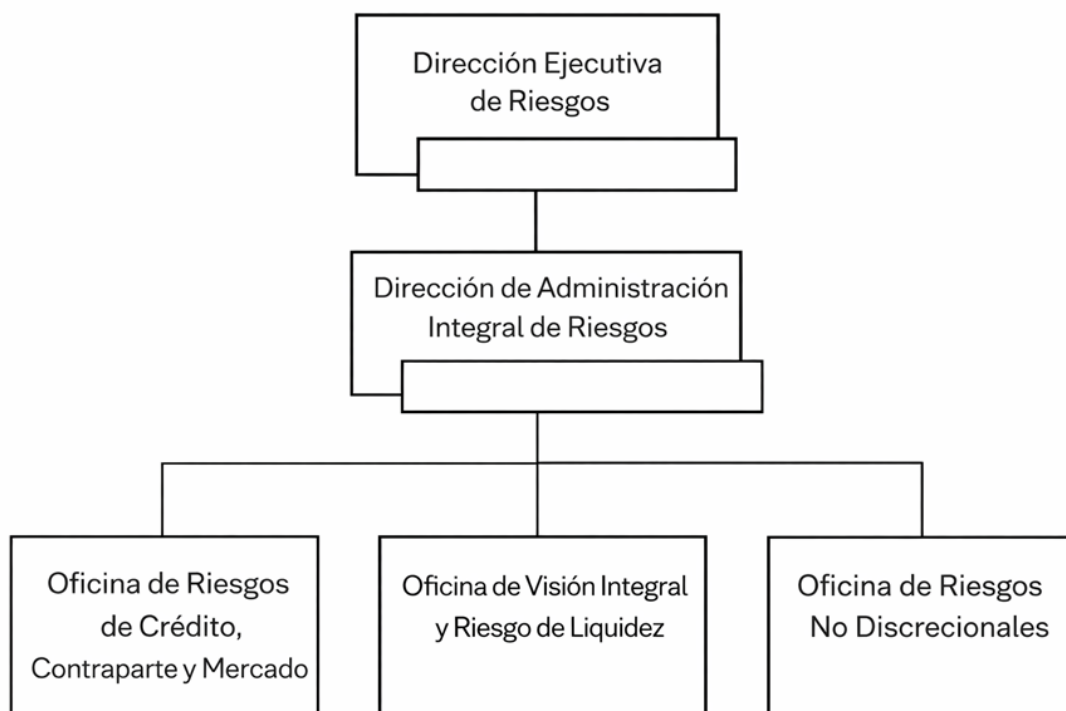 Dirección Ejecutiva
de Riesgos
Dirección de Administración
Integral de Riesgos
Oficina de Riesgos
de Crédito,
Contraparte y Mercado
Oficina de Visión Integral
y Riesgo de Liquidez
Oficina de Riesgos
No Discrecionales